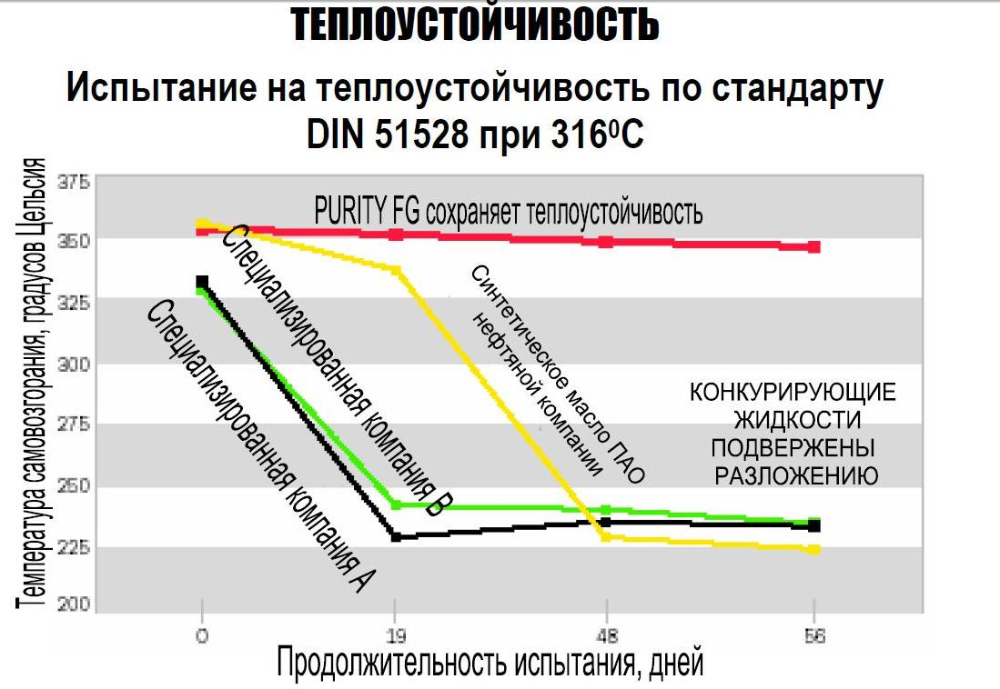 ТЕПЛОУСТОЙЧИВОСТЬ
Испытание на теплоустойчивость по стандарту
DIN 51528 при 316⁰С
Температура самовозгорания, градусов Цельсия
375
350
325
300
275
250
225
200
PURITY FG сохраняет теплоустойчивость
Специализированная компания В
Специализированная компания А
Синтетическое масло ПАО
нефтяной компании
КОНКУРИРУЮЩИЕ
ЖИДКОСТИ
ПОДВЕРЖЕНЫ
РАЗЛОЖЕНИЮ
0 19 48 56
Продолжительность испытания, дней